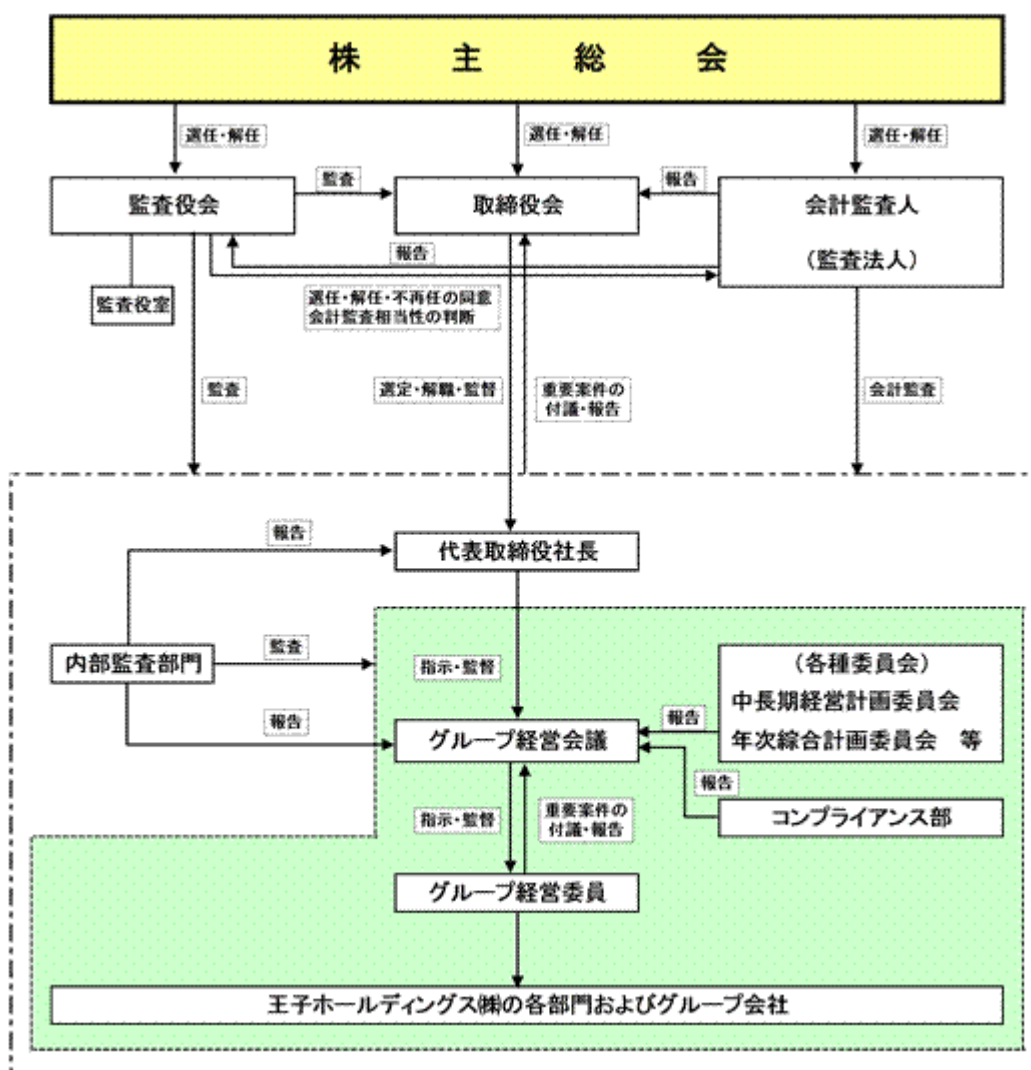 株主総会
選任・解任
選任・解任
選任・解任
監査役会
監査
取締役会
報告
会計監査人
(監査法人)
報告
監査役室
選任・解任・不再任の同意
会計監査相当性の判断
監査
選定・解職・監督
重要案件の
付議・報告
会計監査
報告
代表取締役社長
内部監査部門
監査
指示・監督
(各種委員会)
中長期経営計画委員会
年次綜合計画委員会 等
報告
報告
グループ経営会議
報告
コンプライアンス部
指示・監督
重要案件の
付議・報告
グループ経営委員
王子ホールディングス㈱の各部門およびグループ会社